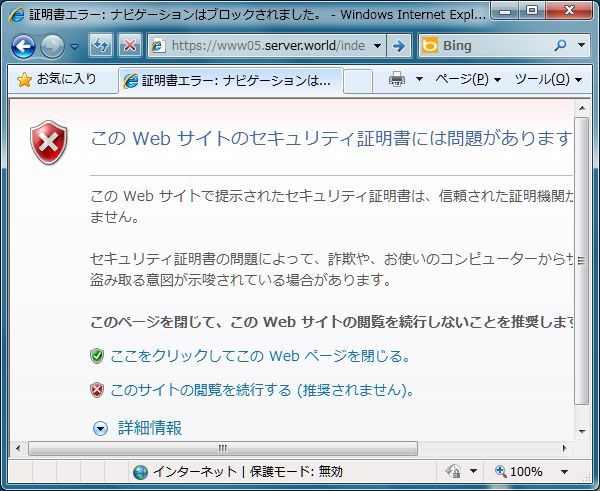 証明書エラー: ナビゲーションはブロックされました。 - Windows Internet Expl...
https://www05.server.world/inde
Bing
お気に入り
証明書エラー: ナビゲーションは...
ページ(P)
ツール(O)
この Web サイトのセキュリティ証明書には問題があります
この Web サイトで提示されたセキュリティ証明書は、信頼された証明機関が
ません。
セキュリティ証明書の問題によって、詐欺や、お使いのコンピューターから
盗み取る意図が示唆されている場合があります。
このページを閉じて、この Web サイトの閲覧を続行しないことを推奨します
ここをクリックしてこの Web ページを閉じる。
このサイトの閲覧を続行する (推奨されません)。
詳細情報
インターネット | 保護モード: 無効
100%